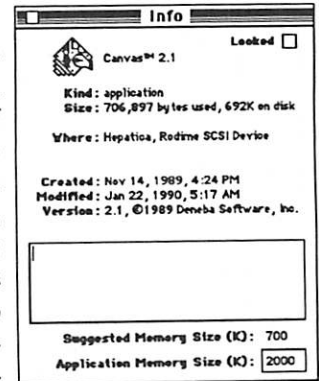 Info
Locked
Canvas™ 2.1
Kind: application
Size: 706,897 bytes used, 692K on disk
Where: Hepatica, Rodime SCSI Device
Created: Nov 14, 1989, 4:24 PM
Modified: Jan 22, 1990, 5:17 AM
Version: 2.1, ©1989 Deneba Software, Inc.
Suggested Memory Size (K): 700
Application Memory Size (K): 2000